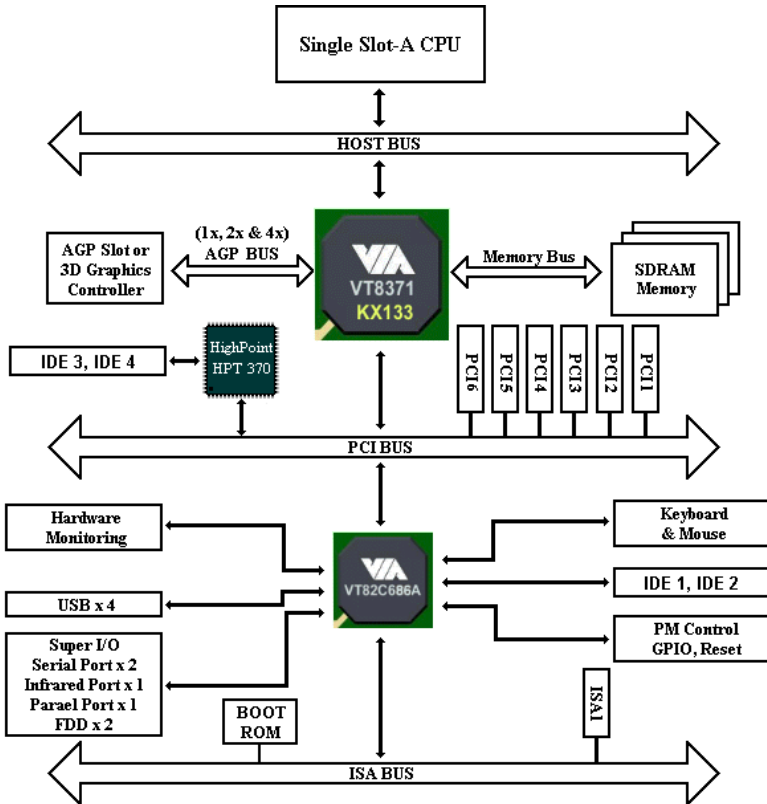 Single Slot-A CPU
HOST BUS
(1x, 2x & 4x)
AGP BUS
AGP Slot or
3D Graphics
Controller
VIA
VT8371
KX133
Memory Bus
SDRAM
Memory
IDE 3, IDE 4
HighPoint
HPT 370
PCI6
PCI5
PCI4
PCI3
PCI2
PCI1
PCI BUS
Hardware
Monitoring
USB x 4
Super I/O
Serial Port x 2
Infrared Port x 1
Parael Port x 1
FDD x 2
VIA
VT82C686A
Keyboard
& Mouse
IDE 1, IDE 2
PM Control
GPIO, Reset
BOOT
ROM
ISA1
ISA BUS